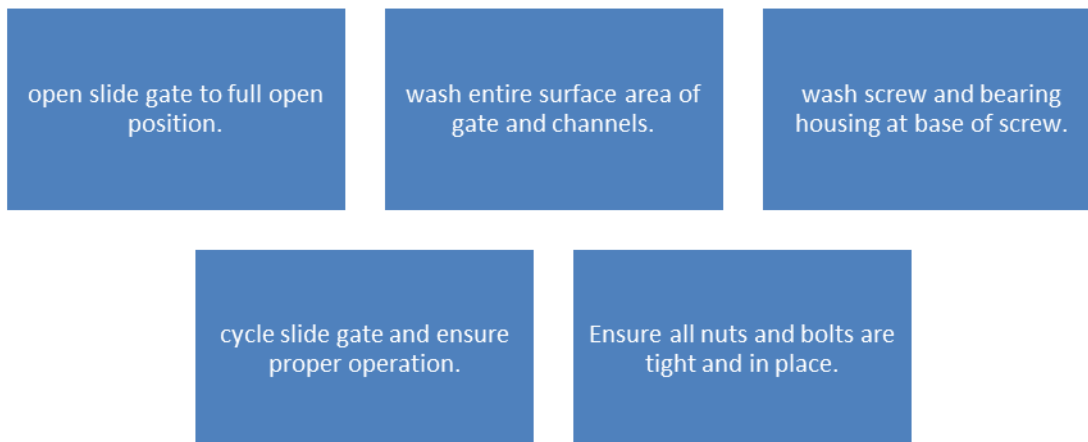 open slide gate to full open
position.
wash entire surface area of
gate and channels.
wash screw and bearing
housing at base of screw.
cycle slide gate and ensure
proper operation.
Ensure all nuts and bolts are
tight and in place.